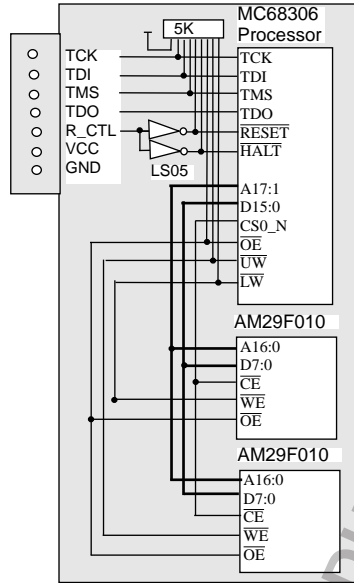 5K
MC68306
Processor
TCK
TDI
TMS
TDO
R_CTL
VCC
GND
LS05
TCK
TDI
TMS
TDO
RESET
HALT
A17:1
D15:0
CS0_N
OE
UW
LW
AM29F010
A16:0
D7:0
CE
WE
OE
AM29F010
A16:0
D7:0
CE
WE
OE